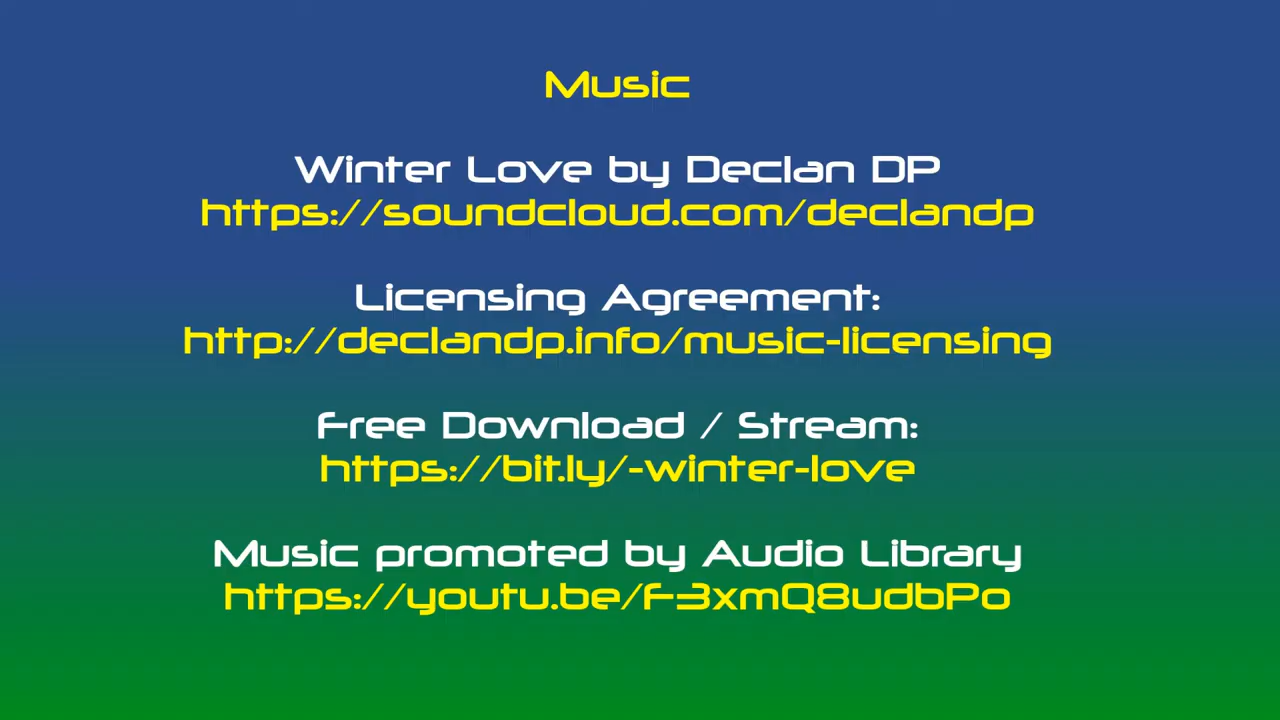 Music
Winter Love by Declan DP
https://soundcloud.com/declandp
Licensing Agreement:
http://declandp.info/music-licensing
Free Download / Stream:
https://bit.ly/-winter-love
Music promoted by Audio Library
https://youtu.be/F3xmQ8udbPo